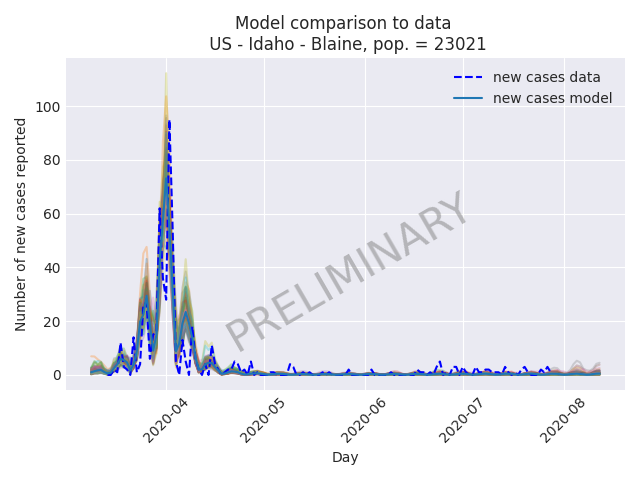 Model comparison to data
US - Idaho - Blaine, pop. = 23021
new cases data
new cases model
Number of new cases reported
100
80
60
40
20
0
PRELIMINARY
2020-04
2020-05
2020-06
2020-07
2020-08
Day